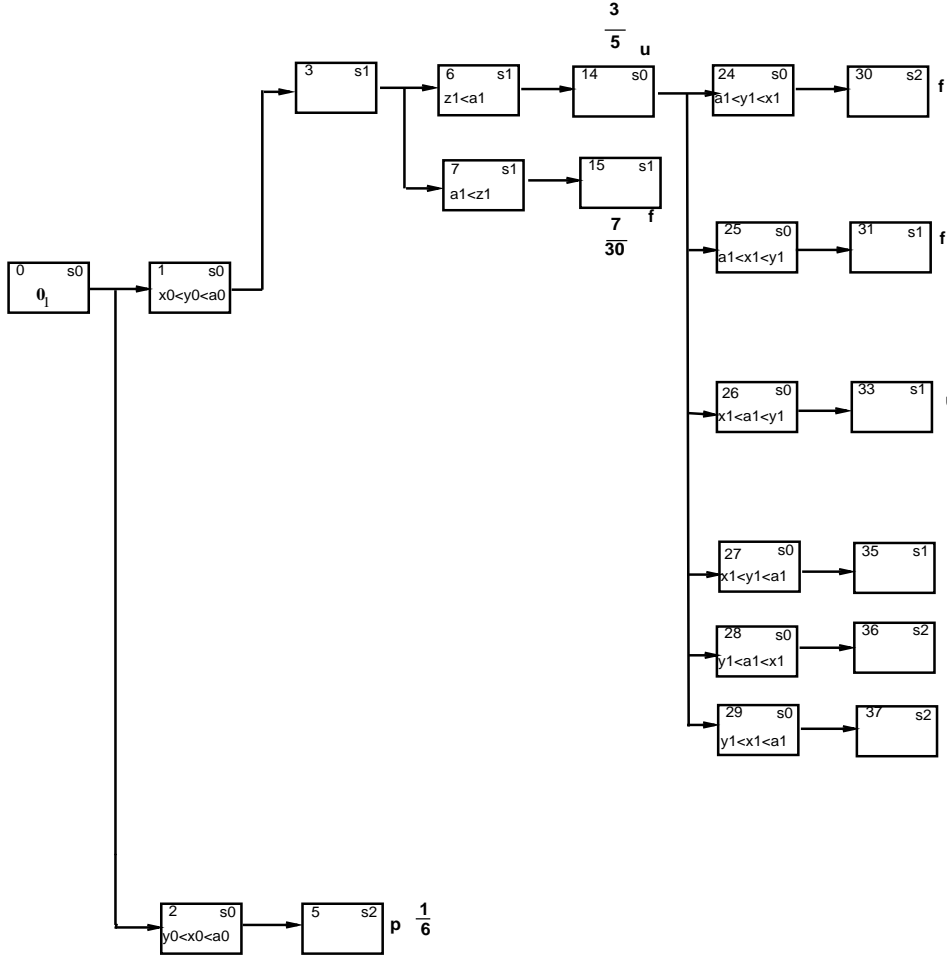 3
5 u
3 s1
6 s1
z1<a1
14 s0
24 s0
a1<y1<x1
30 s2
f
7 s1
a1<z1
15 s1
f
7
30
25 s0
a1<x1<y1
31 s1
f
0 s0
0₁
1 s0
x0<y0<a0
26 s0
x1<a1<y1
33 s1
27 s0
x1<y1<a1
35 s1
28 s0
y1<a1<x1
36 s2
29 s0
y1<x1<a1
37 s2
2 s0
y0<x0<a0
5 s2
p 1
6